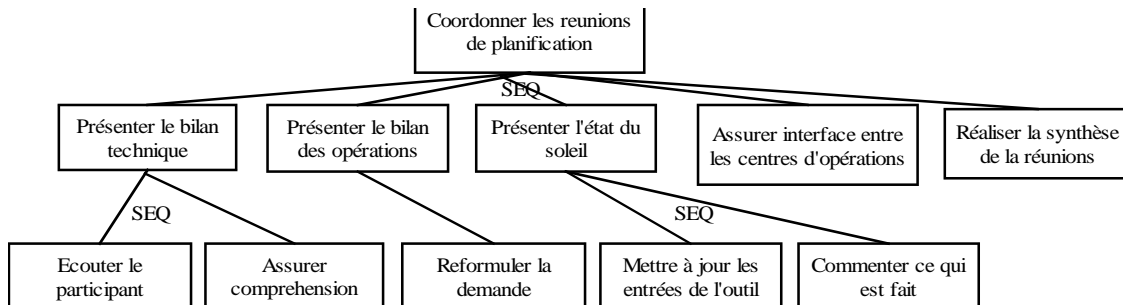 Coordonner les reunions
de planification
SEQ
Présenter le bilan
technique
Présenter le bilan
des opérations
Présenter l'état du
soleil
Assurer interface entre
les centres d'opérations
Réaliser la synthèse
de la réunions
SEQ
SEQ
Ecouter le
participant
Assurer
comprehension
Reformuler la
demande
Mettre à jour les
entrées de l'outil
Commenter ce qui
est fait